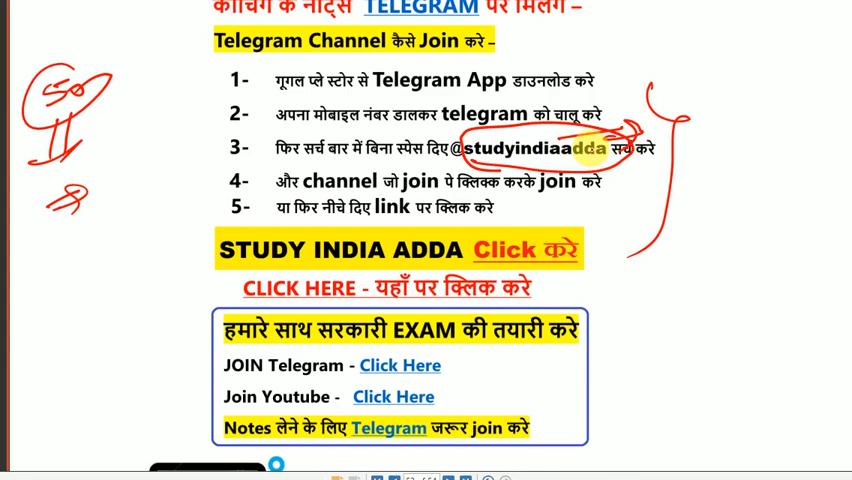 कोचिंग के नोट्स TELEGRAM पर मिलेंगे –
Telegram Channel कैसे Join करे –
1- गूगल प्ले स्टोर से Telegram App डाउनलोड करे
2- अपना मोबाइल नंबर डालकर telegram को चालू करे
3- फिर सर्च बार में बिना स्पेस दिए @studyindiaadda सर्च करे
4- और channel जो join पे क्लिक्क करके join करे
5- या फिर नीचे दिए link पर क्लिक करे
50
STUDY INDIA ADDA Click करे
CLICK HERE - यहाँ पर क्लिक करे
हमारे साथ सरकारी EXAM की तयारी करे
JOIN Telegram - Click Here
Join Youtube - Click Here
Notes लेने के लिए Telegram जरूर join करे